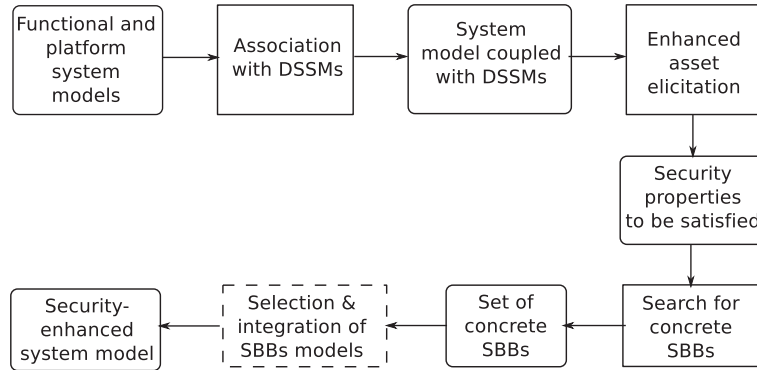 Functional and
platform
system
models
Association
with DSSMs
System
model coupled
with DSSMs
Enhanced
asset
elicitation
Security
properties
to be satisfied
Search for
concrete
SBBs
Set of
concrete
SBBs
Selection &
integration of
SBBs models
Security-
enhanced
system model